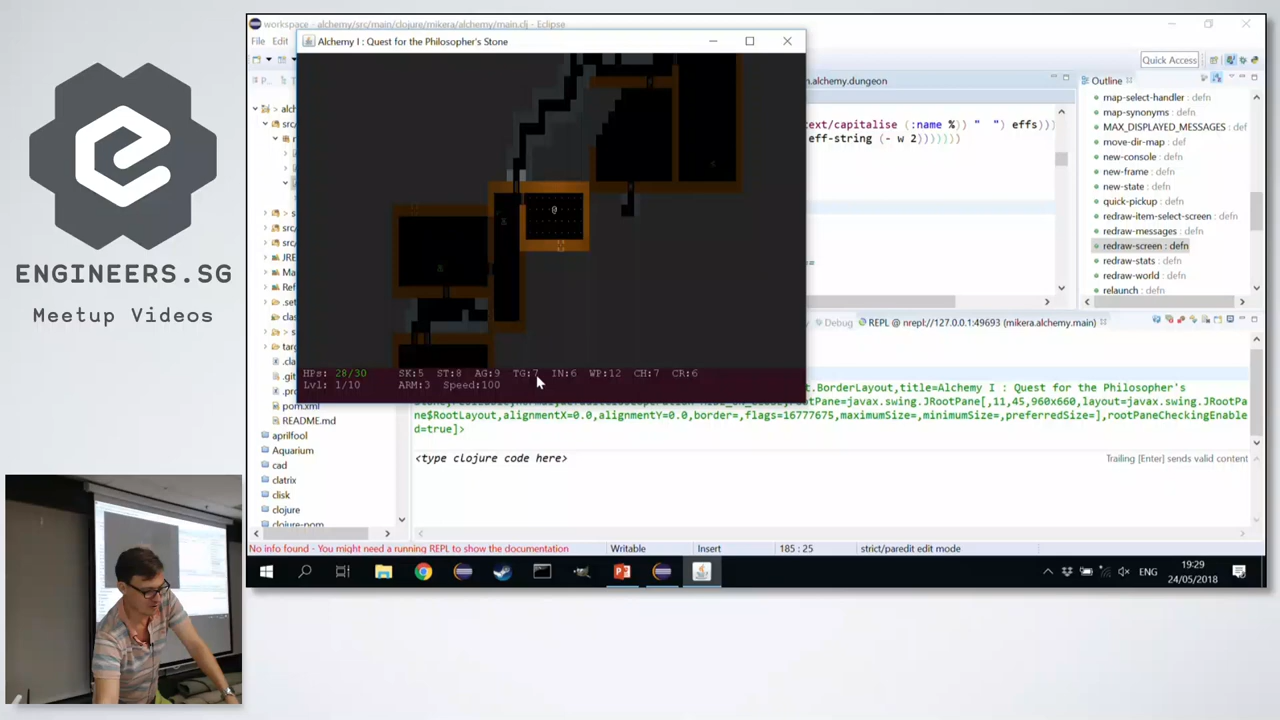 ENGINEERS.SG
Meetup Videos
workspace - alchemy/src/main/clojure/mikera/alchemy/main.clj - Eclipse
File Edit
Quick Access
Alchemy I : Quest for the Philosopher's Stone
@
HPs: 28/30 SK:5 ST:8 AG:9 TG:7 IN:6 WP:12 CH:7 CR:6
Lvl: 1/10 ARM:3 Speed:100
.alchemy.dungeon
ext/capitalise (:name %)) " ") effs)))
eff-string (- w 2)))))))
Outline
map-select-handler : defn
map-synonyms : defn
MAX_DISPLAYED_MESSAGES : def
move-dir-map : defn
new-console : defn
new-frame : defn
new-state : defn
quick-pickup : defn
redraw-item-select-screen : defn
redraw-messages : defn
redraw-screen : defn
redraw-stats : defn
redraw-world : defn
relaunch : defn
pom.xml
README.md
aprilfool
Aquarium
cad
clatrix
clisk
clojure
clojure-pom
Debug
REPL @ nrepl://127.0.0.1:49693 (mikera.alchemy.main)
t.BorderLayout,title=Alchemy I : Quest for the Philosopher's
rootPane=javax.swing.JRootPane[,11,45,960x660,layout=javax.swing.JRootPa
ne$RootLayout,alignmentX=0.0,alignmentY=0.0,border=,flags=16777675,maximumSize=,minimumSize=,preferredSize=],rootPaneCheckingEnable
d=true]>
<type clojure code here>
Trailing [Enter] sends valid content
No info found - You might need a running REPL to show the documentation
Writable
Insert
185 : 25
strict/paredit edit mode
ENG
19:29
24/05/2018